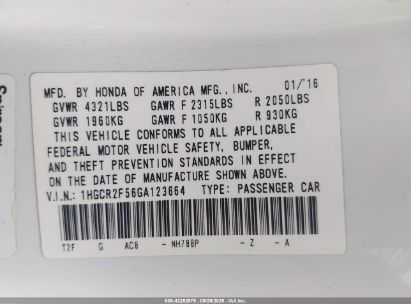 MFD. BY HONDA OF AMERICA MFG., INC. 01/'16
GVWR 4321LBS GAWR F 2315LBS R 2050LBS
GVWR 1960KG GAWR F 1050KG R 930KG
THIS VEHICLE CONFORMS TO ALL APPLICABLE
FEDERAL MOTOR VEHICLE SAFETY, BUMPER,
AND THEFT PREVENTION STANDARDS IN EFFECT
ON THE DATE OF MANUFACTURE SHOWN ABOVE.
V.I.N.: 1HGCR2F56GA123664 TYPE: PASSENGER CAR
T2F G AC6 - NH788P - Z - A